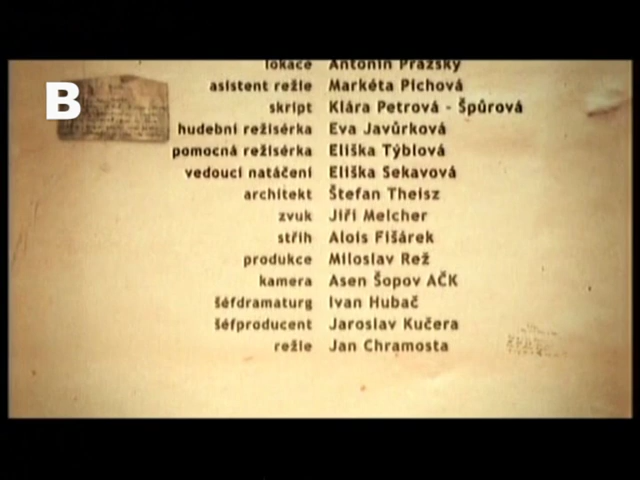 B
lokace Antonín Pražský
asistent režie Markéta Pichová
skript Klára Petrová - Špůrová
hudební režisérka Eva Javůrková
pomocná režisérka Eliška Týblová
vedoucí natáčení Eliška Sekavová
architekt Štefan Theisz
zvuk Jiří Melcher
střih Alois Fišárek
produkce Miloslav Rež
kamera Asen Šopov AČK
šéfdramaturg Ivan Hubač
šéfproducent Jaroslav Kučera
režie Jan Chramosta